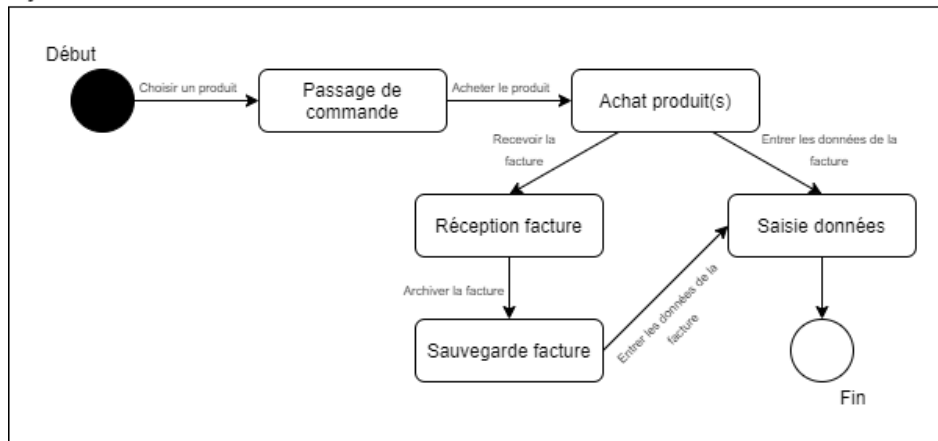 Début
Choisir un produit
Passage de
commande
Acheter le produit
Achat produit(s)
Recevoir la
facture
Entrer les données de la
facture
Réception facture
Saisie données
Archiver la facture
Sauvegarde facture
Entrer les données de la
facture
Fin